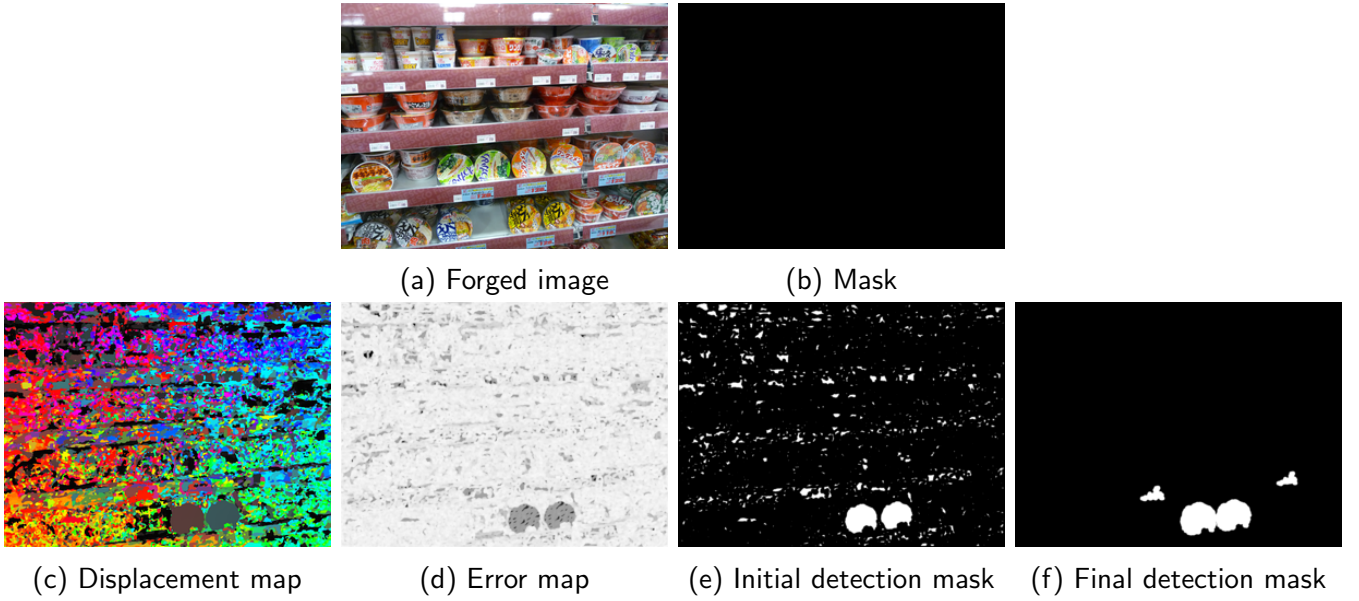 (a) Forged image
(b) Mask
(c) Displacement map
(d) Error map
(e) Initial detection mask
(f) Final detection mask